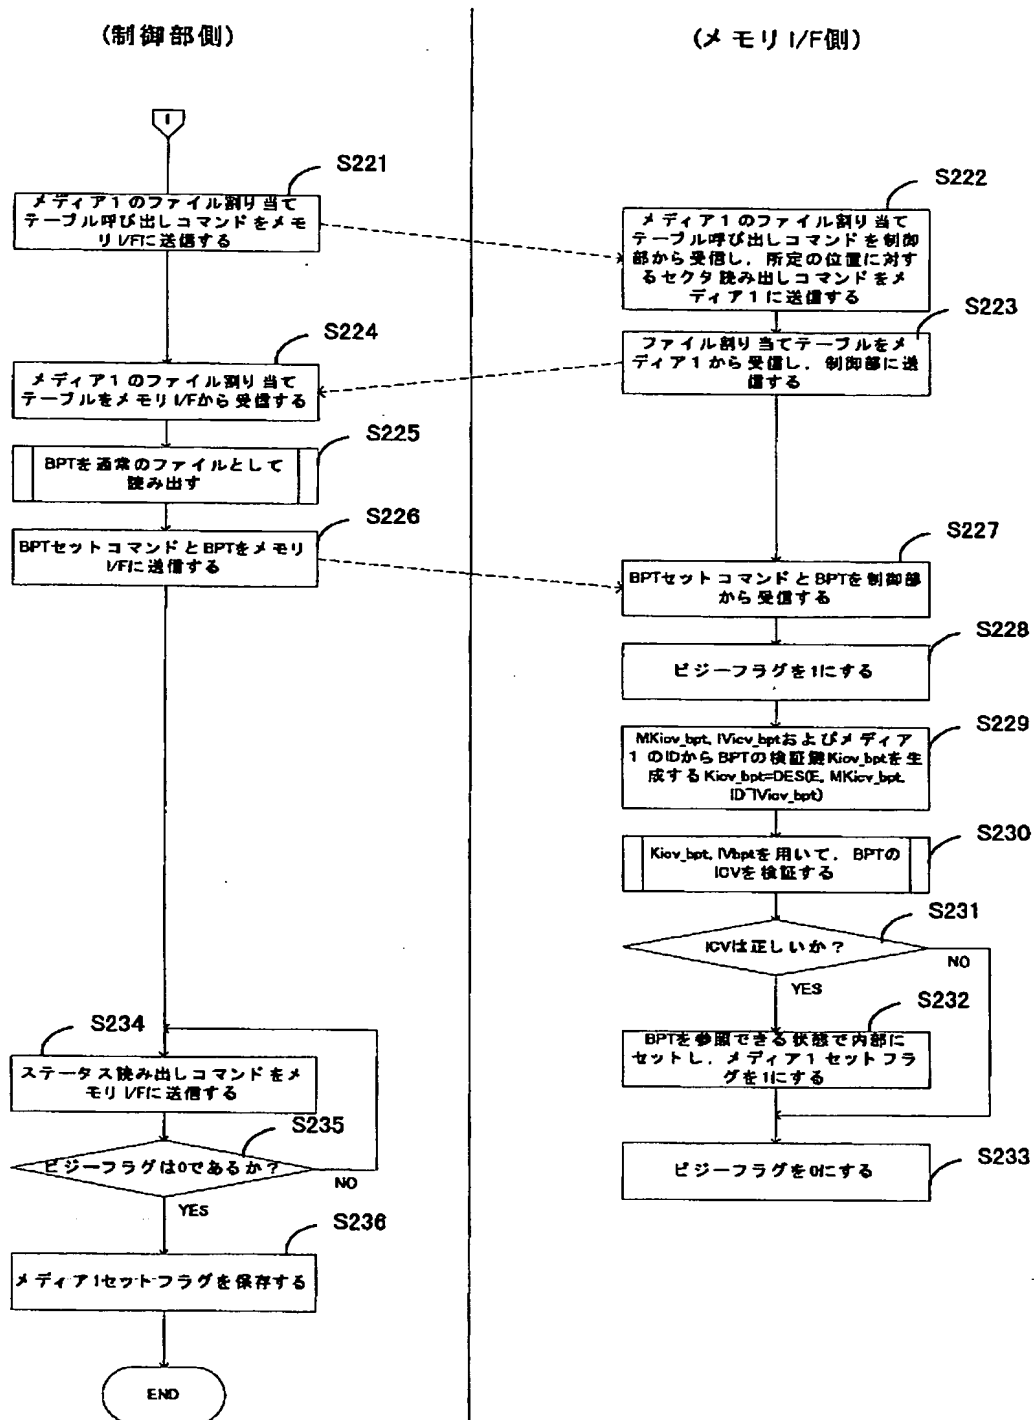 (制御部側)
(メモリI/F側)
1
S221
メディア1のファイル割り当て
テーブル呼び出しコマンドをメモ
リI/Fに送信する
S222
メディア1のファイル割り当て
テーブル呼び出しコマンドを制御
部から受信し，所定の位置に対す
るセクタ読み出しコマンドをメ
ディア1に送信する
S223
ファイル割り当てテーブルをメ
ディア1から受信し，制御部に送
信する
S224
メディア1のファイル割り当て
テーブルをメモリI/Fから受信する
S225
BPTを通常のファイルとして
読み出す
S226
BPTセットコマンドとBPTをメモリ
I/Fに送信する
S227
BPTセットコマンドとBPTを制御部
から受信する
S228
ビジーフラグを1にする
S229
MKicv_bpt, IVicv_bptおよびメディア
1のIDからBPTの検証鍵Kicv_bptを生
成するKicv_bpt=DES(E, MKicv_bpt,
ID^IVicv_bpt)
S230
Kicv_bpt, IVbptを用いて，BPTの
ICVを検証する
S231
ICVは正しいか？
NO
YES
S232
BPTを参照できる状態で内部に
セットし，メディア1セットフラ
グを1にする
S233
ビジーフラグを0にする
S234
ステータス読み出しコマンドをメ
モリI/Fに送信する
S235
ビジーフラグは0であるか？
NO
YES
S236
メディア1セットフラグを保存する
END